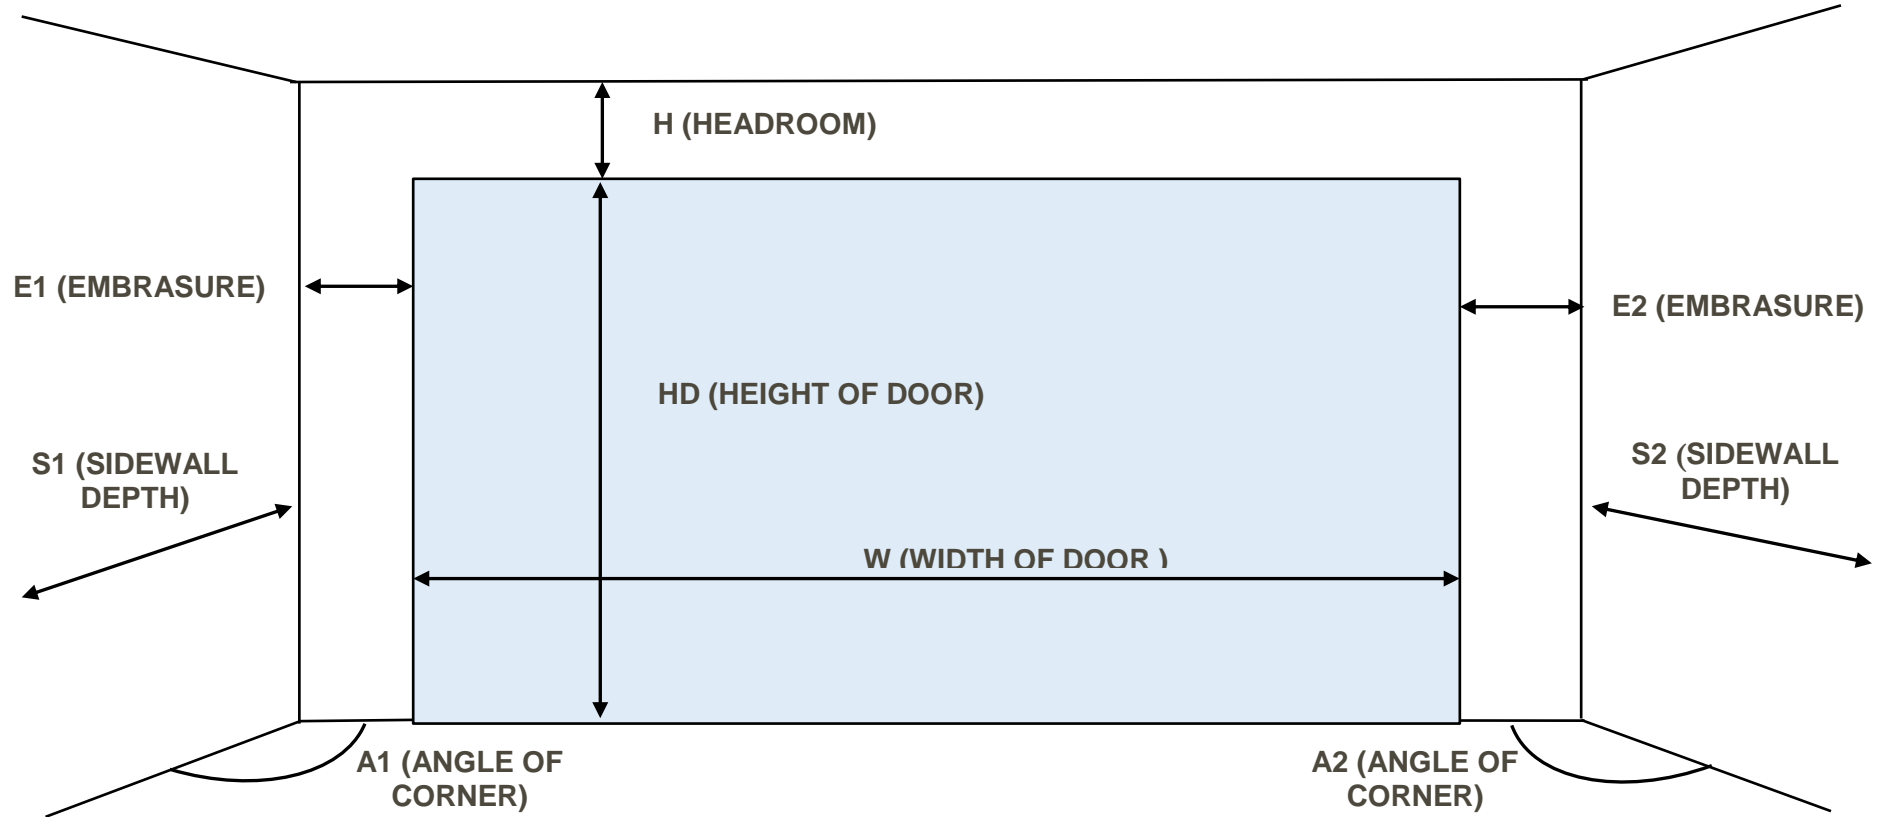 H (HEADROOM)
E1 (EMBRASURE)
E2 (EMBRASURE)
HD (HEIGHT OF DOOR)
S1 (SIDEWALL
DEPTH)
S2 (SIDEWALL
DEPTH)
W (WIDTH OF DOOR )
A1 (ANGLE OF
CORNER)
A2 (ANGLE OF
CORNER)